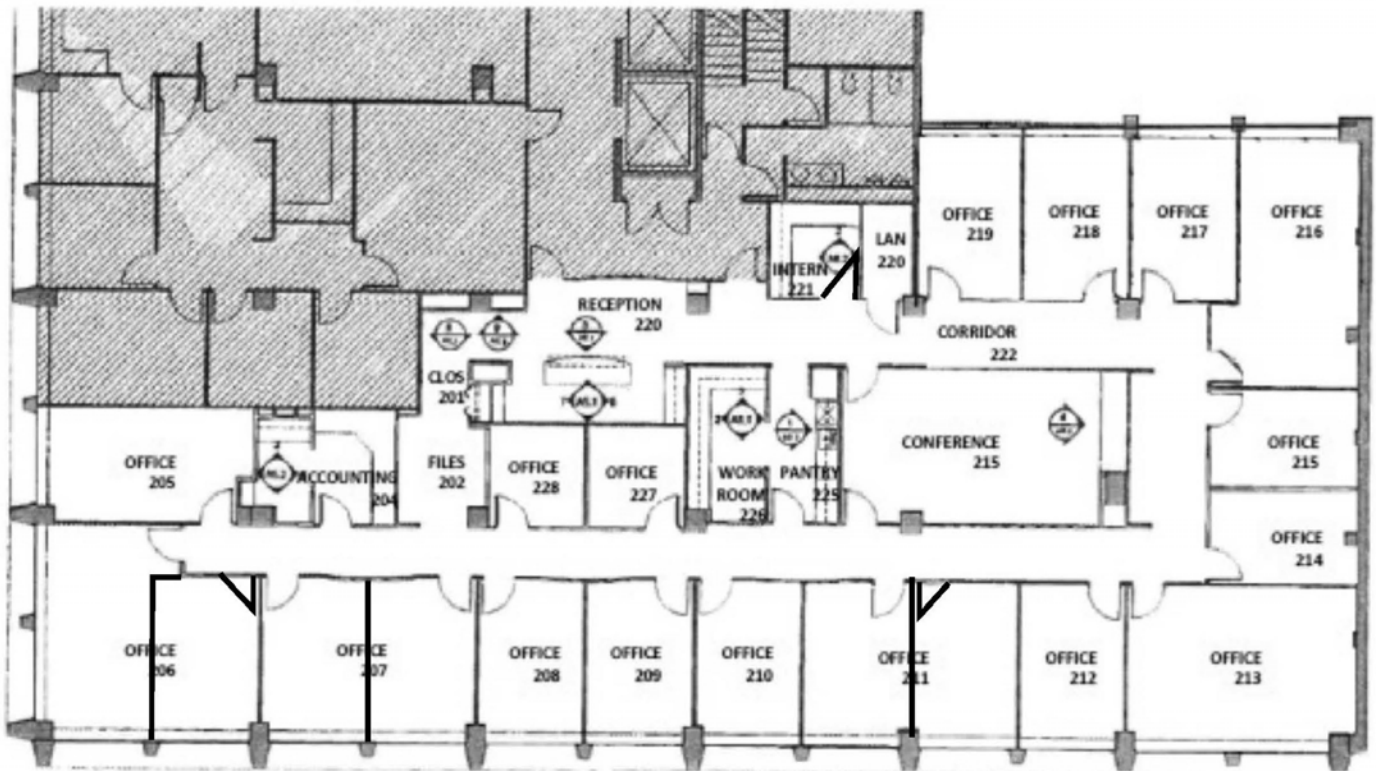 OFFICE
219
OFFICE
218
OFFICE
217
OFFICE
216
LAN
220
INTERN
221
RECEPTION
220
CORRIDOR
222
CLOS
201
OFFICE
205
ACCOUNTING
204
FILES
202
OFFICE
228
OFFICE
227
WORK
ROOM
226
PANTRY
225
CONFERENCE
215
OFFICE
215
OFFICE
214
OFFICE
206
OFFICE
207
OFFICE
208
OFFICE
209
OFFICE
210
OFFICE
211
OFFICE
212
OFFICE
213